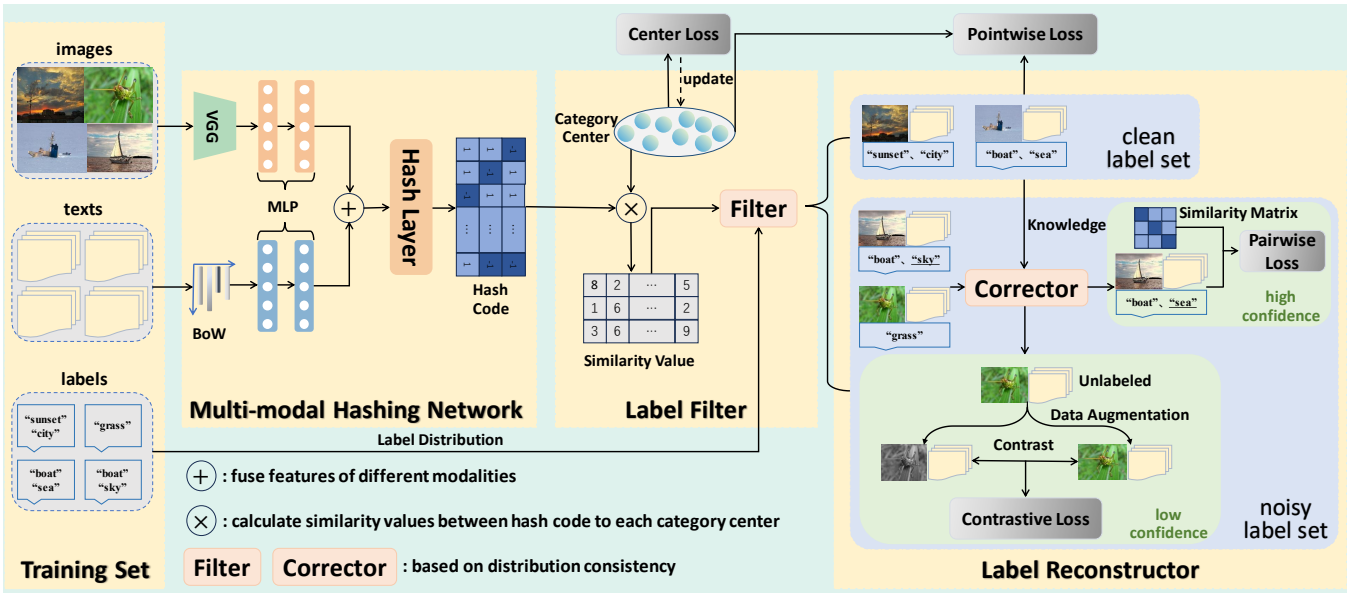 images
texts
labels
“sunset”
“city”
“grass”
“boat”
“sea”
“boat”
“sky”
Training Set
VGG
MLP
BoW
+
Hash Layer
Hash
Code
Multi-modal Hashing Network
Label Distribution
Center Loss
update
Category
Center
×
8 2 ⋯ 5
1 6 ⋯ 2
3 6 ⋯ 9
Similarity Value
Filter
Label Filter
+ : fuse features of different modalities
× : calculate similarity values between hash code to each category center
Filter Corrector : based on distribution consistency
Pointwise Loss
“sunset”、“city”
“boat”、“sea”
clean
label set
Knowledge
“boat”、“sky”
“grass”
Corrector
Similarity Matrix
Pairwise
Loss
“boat”、“sea”
high
confidence
Unlabeled
Data Augmentation
Contrast
Contrastive Loss
low
confidence
noisy
label set
Label Reconstructor